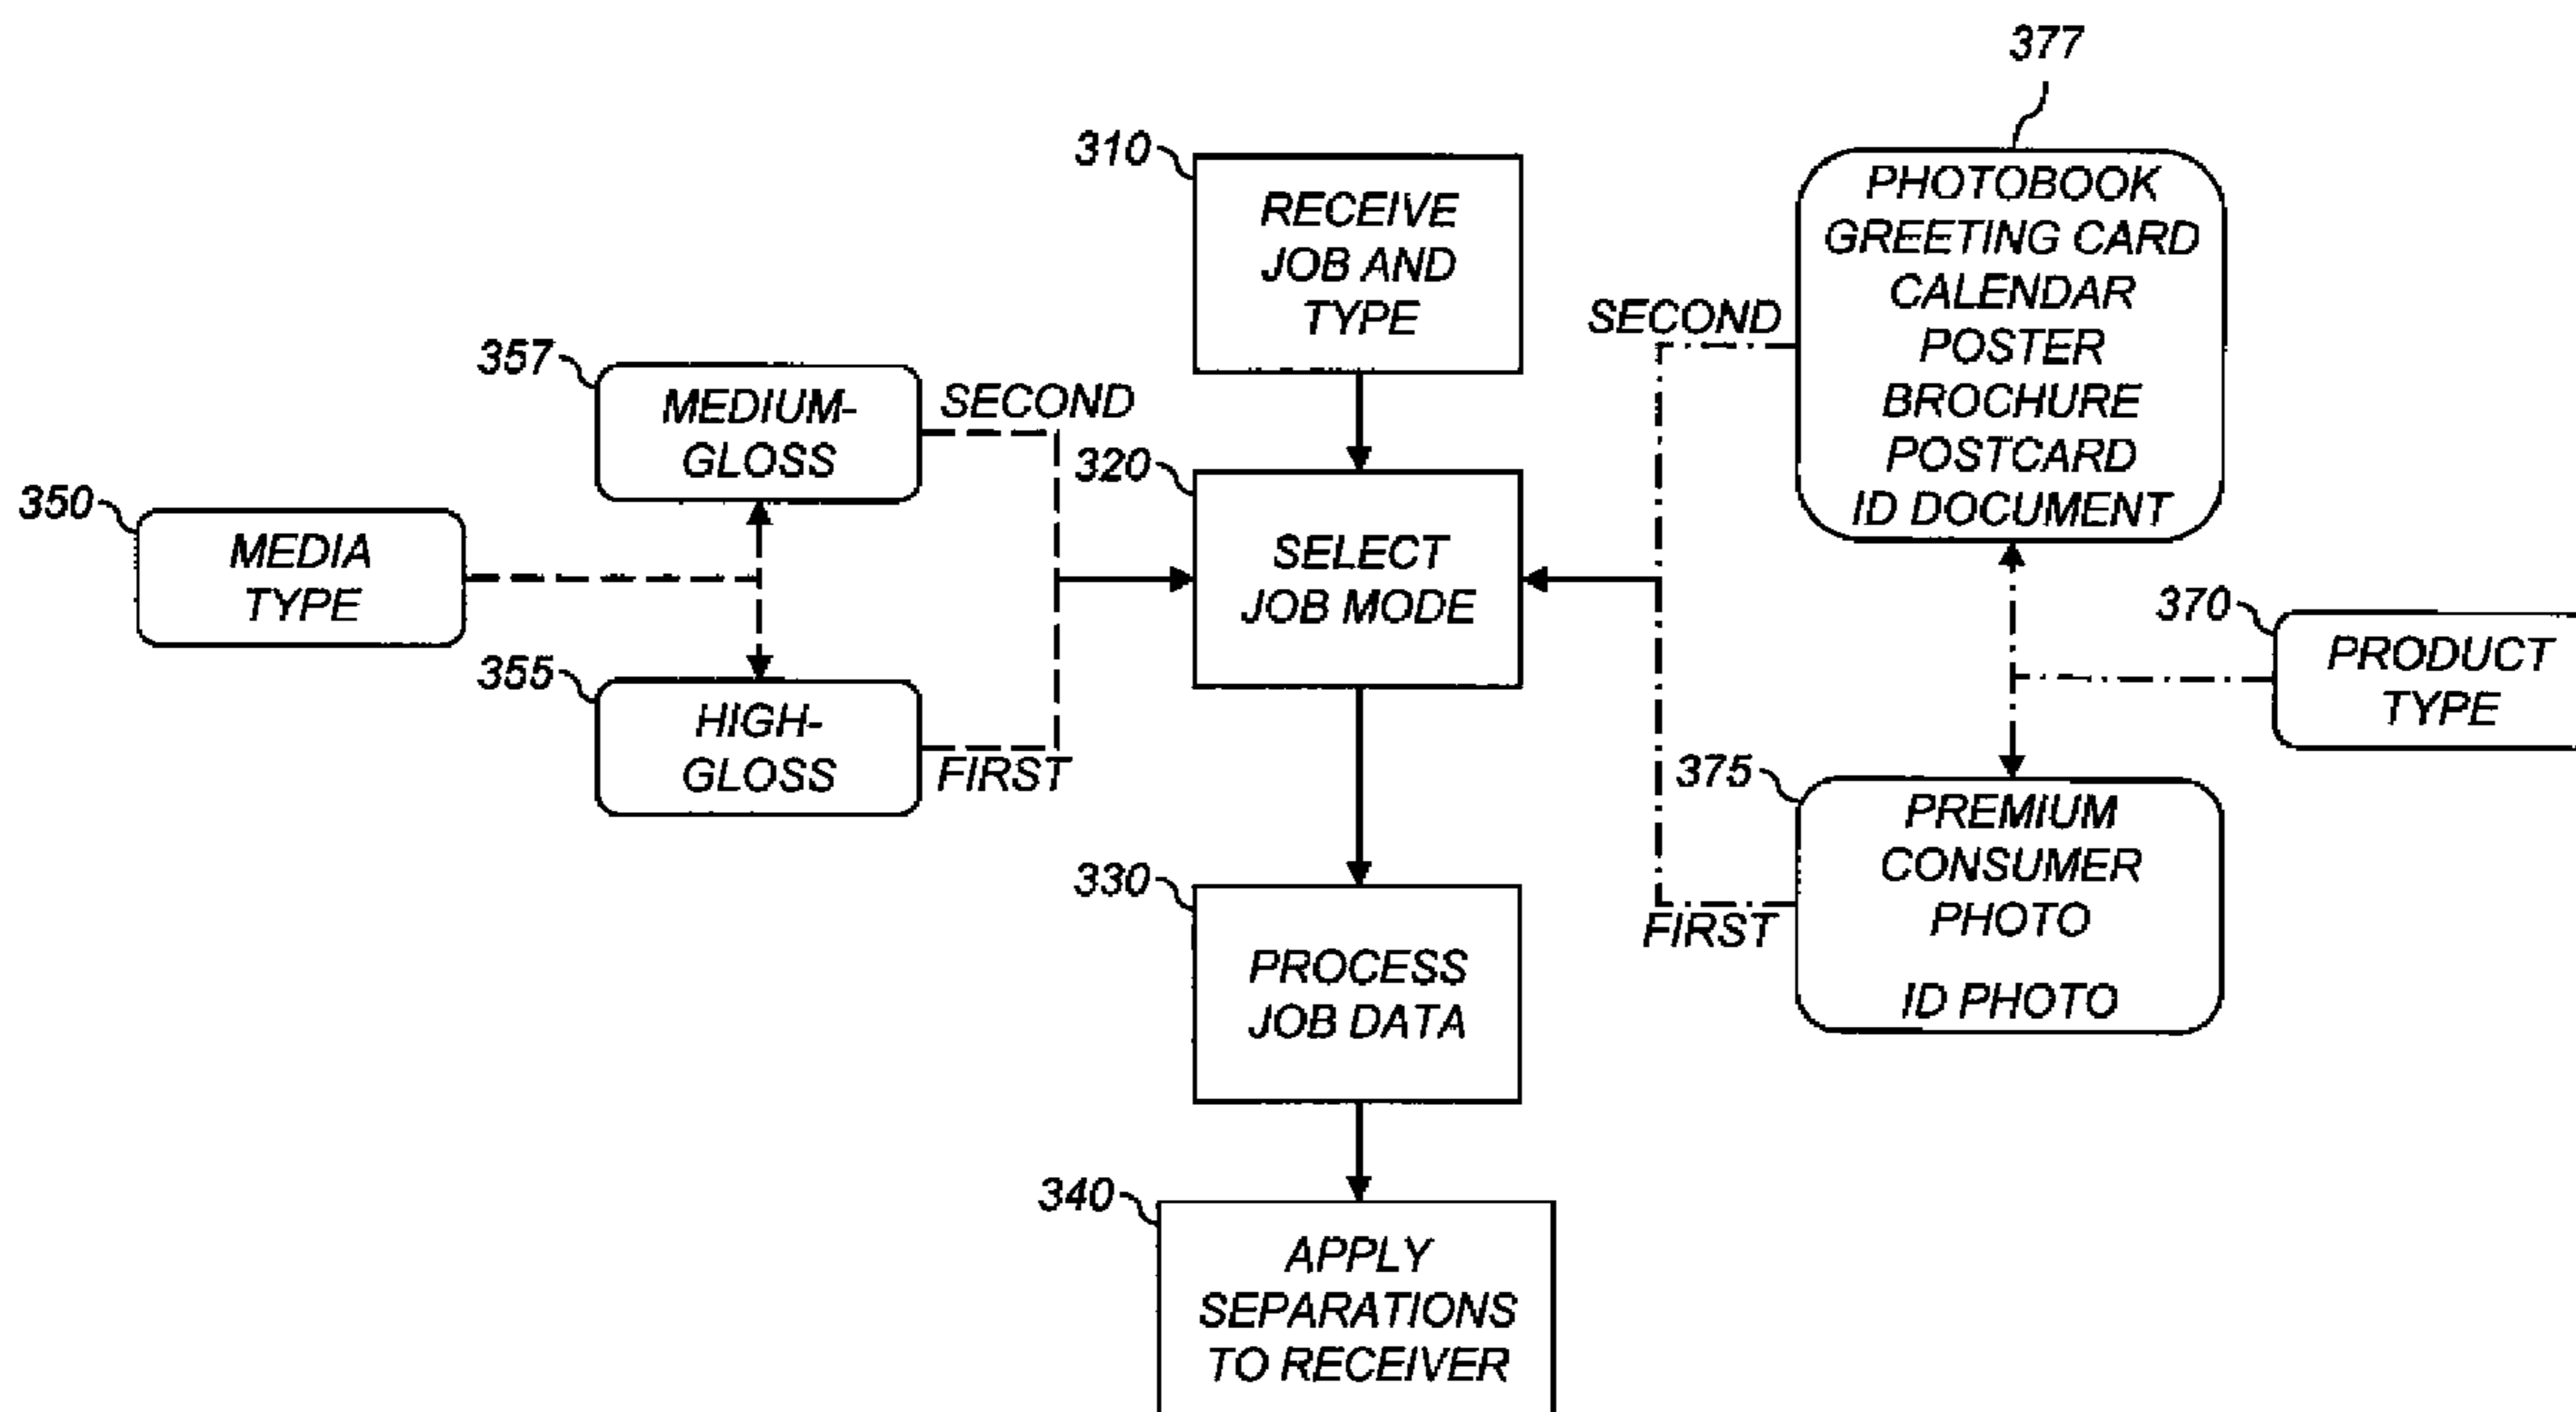 377
310
RECEIVE
JOB AND
TYPE
PHOTOBOOK
GREETING CARD
CALENDAR
POSTER
BROCHURE
POSTCARD
ID DOCUMENT
SECOND
357
MEDIUM-
GLOSS
SECOND
320
SELECT
JOB MODE
350
MEDIA
TYPE
370
PRODUCT
TYPE
355
HIGH-
GLOSS
FIRST
375
PREMIUM
CONSUMER
PHOTO
ID PHOTO
FIRST
330
PROCESS
JOB DATA
340
APPLY
SEPARATIONS
TO RECEIVER